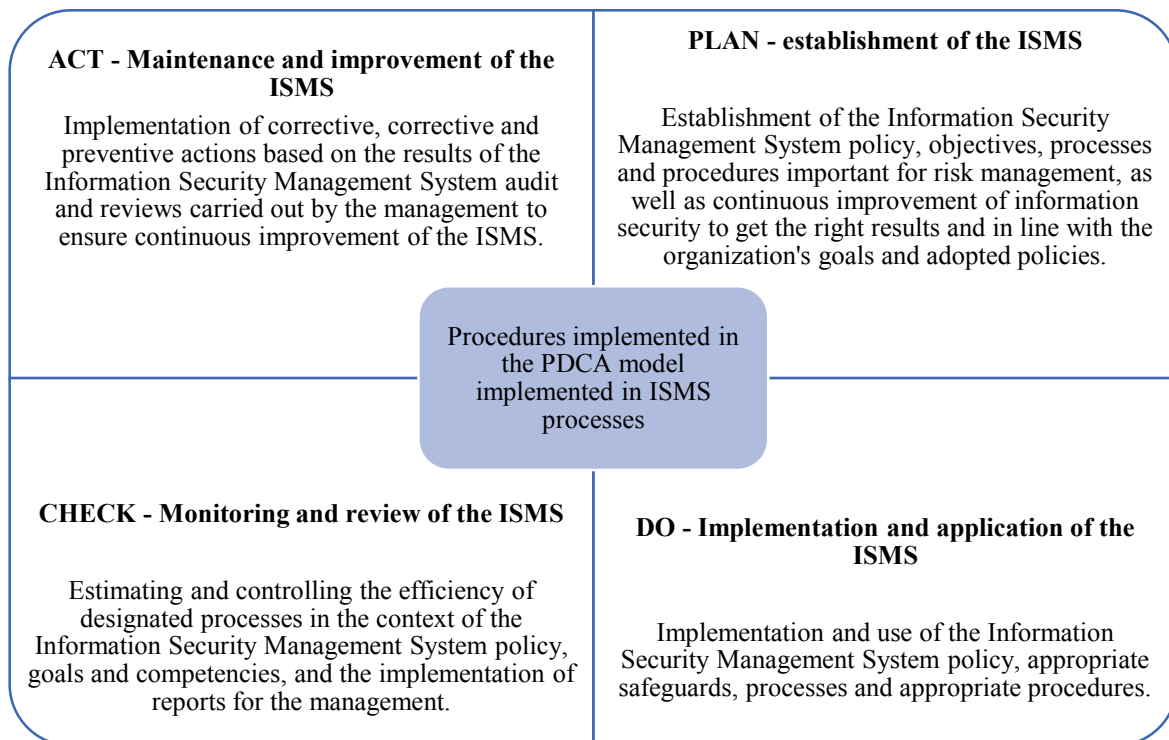 ACT - Maintenance and improvement of the
ISMS
Implementation of corrective, corrective and
preventive actions based on the results of the
Information Security Management System audit
and reviews carried out by the management to
ensure continuous improvement of the ISMS.
PLAN - establishment of the ISMS
Establishment of the Information Security
Management System policy, objectives, processes
and procedures important for risk management, as
well as continuous improvement of information
security to get the right results and in line with the
organization's goals and adopted policies.
Procedures implemented in
the PDCA model
implemented in ISMS
processes
CHECK - Monitoring and review of the ISMS
Estimating and controlling the efficiency of
designated processes in the context of the
Information Security Management System policy,
goals and competencies, and the implementation of
reports for the management.
DO - Implementation and application of the
ISMS
Implementation and use of the Information
Security Management System policy, appropriate
safeguards, processes and appropriate procedures.